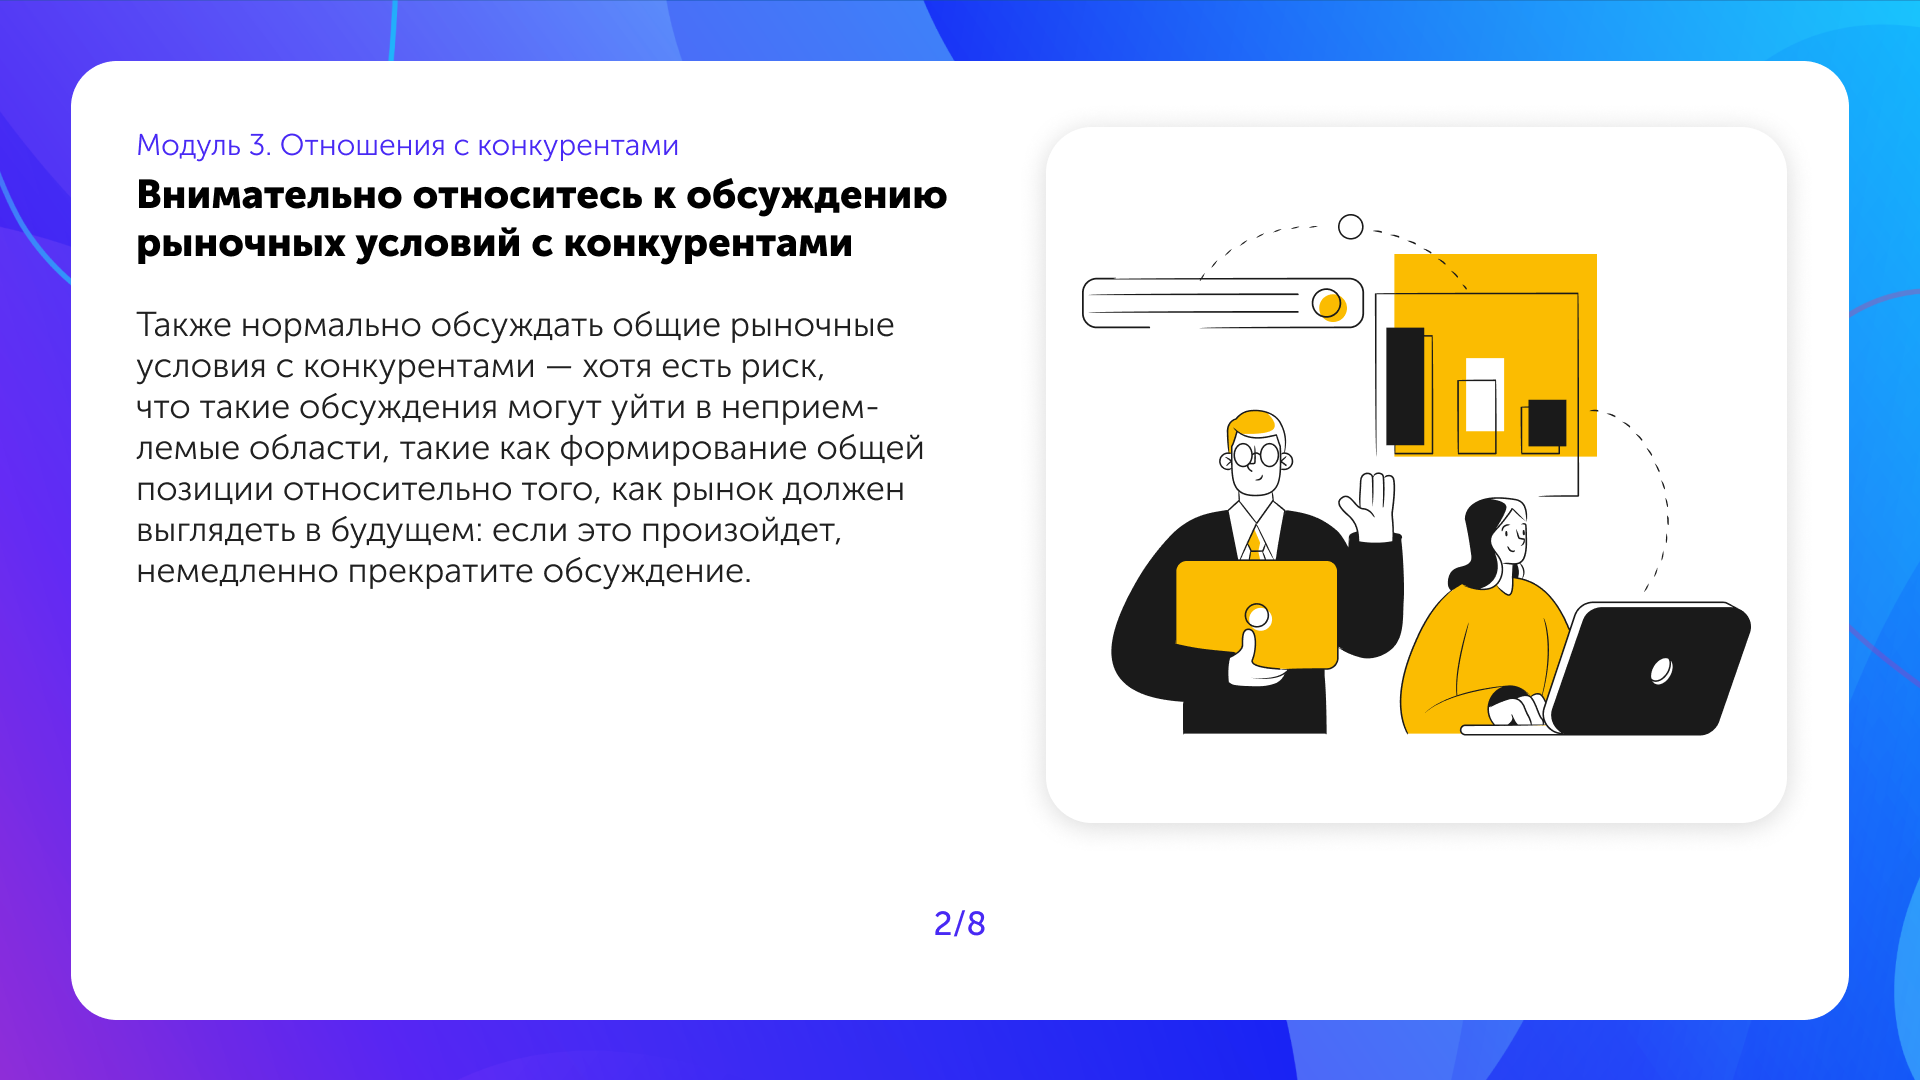 Модуль 3. Отношения с конкурентами
Внимательно относитесь к обсуждению
рыночных условий с конкурентами
Также нормально обсуждать общие рыночные
условия с конкурентами — хотя есть риск,
что такие обсуждения могут уйти в неприем-
лемые области, такие как формирование общей
позиции относительно того, как рынок должен
выглядеть в будущем: если это произойдет,
немедленно прекратите обсуждение.
2/8